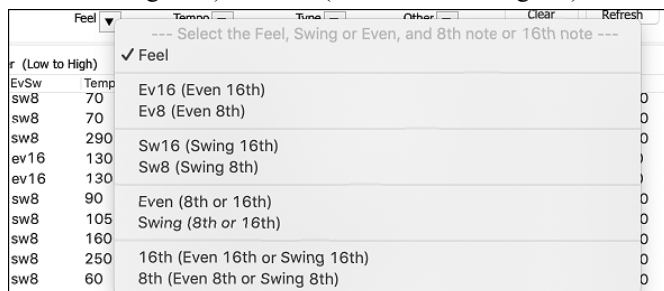 Feel Tempo Type Other Clear Refresh
--- Select the Feel, Swing or Even, and 8th note or 16th note ---
✓ Feel
r (Low to High)
EvSw Temp
Ev16 (Even 16th)
sw8 70
Ev8 (Even 8th)
sw8 70
sw8 290
Sw16 (Swing 16th)
ev16 130
Sw8 (Swing 8th)
ev16 130
sw8 90
Even (8th or 16th)
sw8 105
Swing (8th or 16th)
sw8 160
sw8 250
16th (Even 16th or Swing 16th)
sw8 60
8th (Even 8th or Swing 8th)